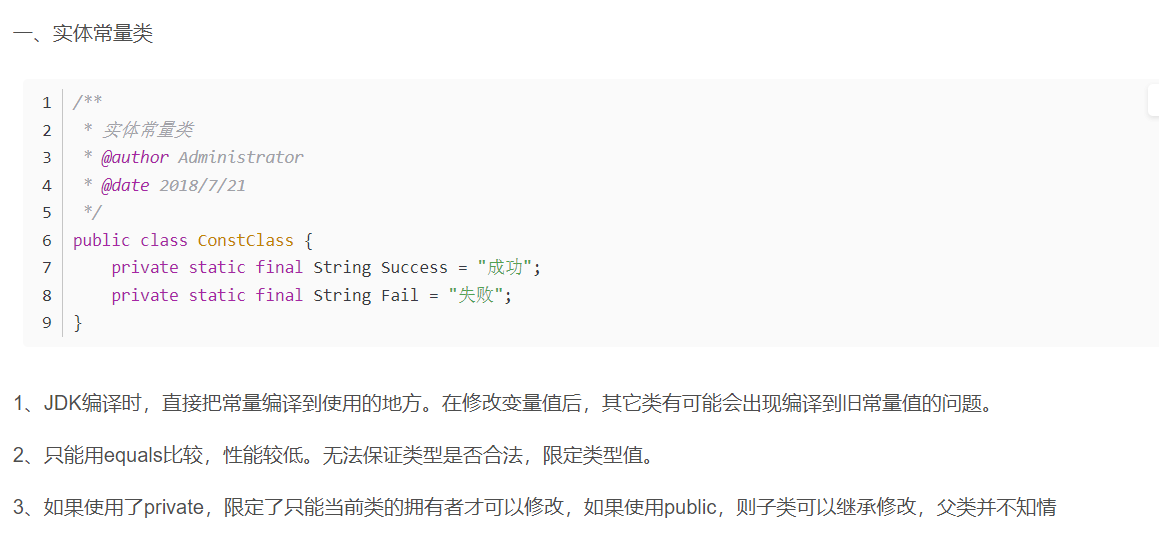 一、实体常量类
1 /**
2 * 实体常量类
3 * @author Administrator
4 * @date 2018/7/21
5 */
6 public class ConstClass {
7 private static final String Success = "成功";
8 private static final String Fail = "失败";
9 }
1、JDK编译时，直接把常量编译到使用的地方。在修改变量值后，其它类有可能会出现编译到旧常量值的问题。
2、只能用equals比较，性能较低。无法保证类型是否合法，限定类型值。
3、如果使用了private，限定了只能当前类的拥有者才可以修改，如果使用public，则子类可以继承修改，父类并不知情